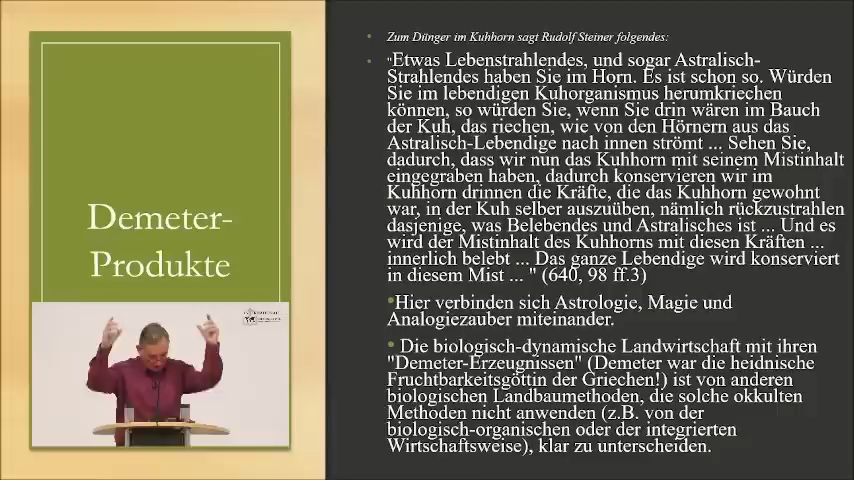 Demeter-
Produkte
Zum Dünger im Kuhhorn sagt Rudolf Steiner folgendes:
"Etwas Lebenstrahlendes, und sogar Astralisch-
Strahlendes haben Sie im Horn. Es ist schon so. Würden
Sie im lebendigen Kuhorganismus herumkriechen
können, so würden Sie, wenn Sie drin wären im Bauch
der Kuh, das riechen, wie von den Hörnern aus das
Astralisch-Lebendige nach innen strömt ... Sehen Sie,
dadurch, dass wir nun das Kuhhorn mit seinem Mistinhalt
eingegraben haben, dadurch konservieren wir im
Kuhhorn drinnen die Kräfte, die das Kuhhorn gewohnt
war, in der Kuh selber auszuüben, nämlich rückzustrahlen
dasjenige, was Belebendes und Astralisches ist ... Und es
wird der Mistinhalt des Kuhhorns mit diesen Kräften ...
innerlich belebt ... Das ganze Lebendige wird konserviert
in diesem Mist ... " (640, 98 ff.3)
Hier verbinden sich Astrologie, Magie und
Analogiezauber miteinander.
Die biologisch-dynamische Landwirtschaft mit ihren
"Demeter-Erzeugnissen" (Demeter war die heidnische
Fruchtbarkeitsgöttin der Griechen!) ist von anderen
biologischen Landbaumethoden, die solche okkulten
Methoden nicht anwenden (z.B. von der
biologisch-organischen oder der integrierten
Wirtschaftsweise), klar zu unterscheiden.